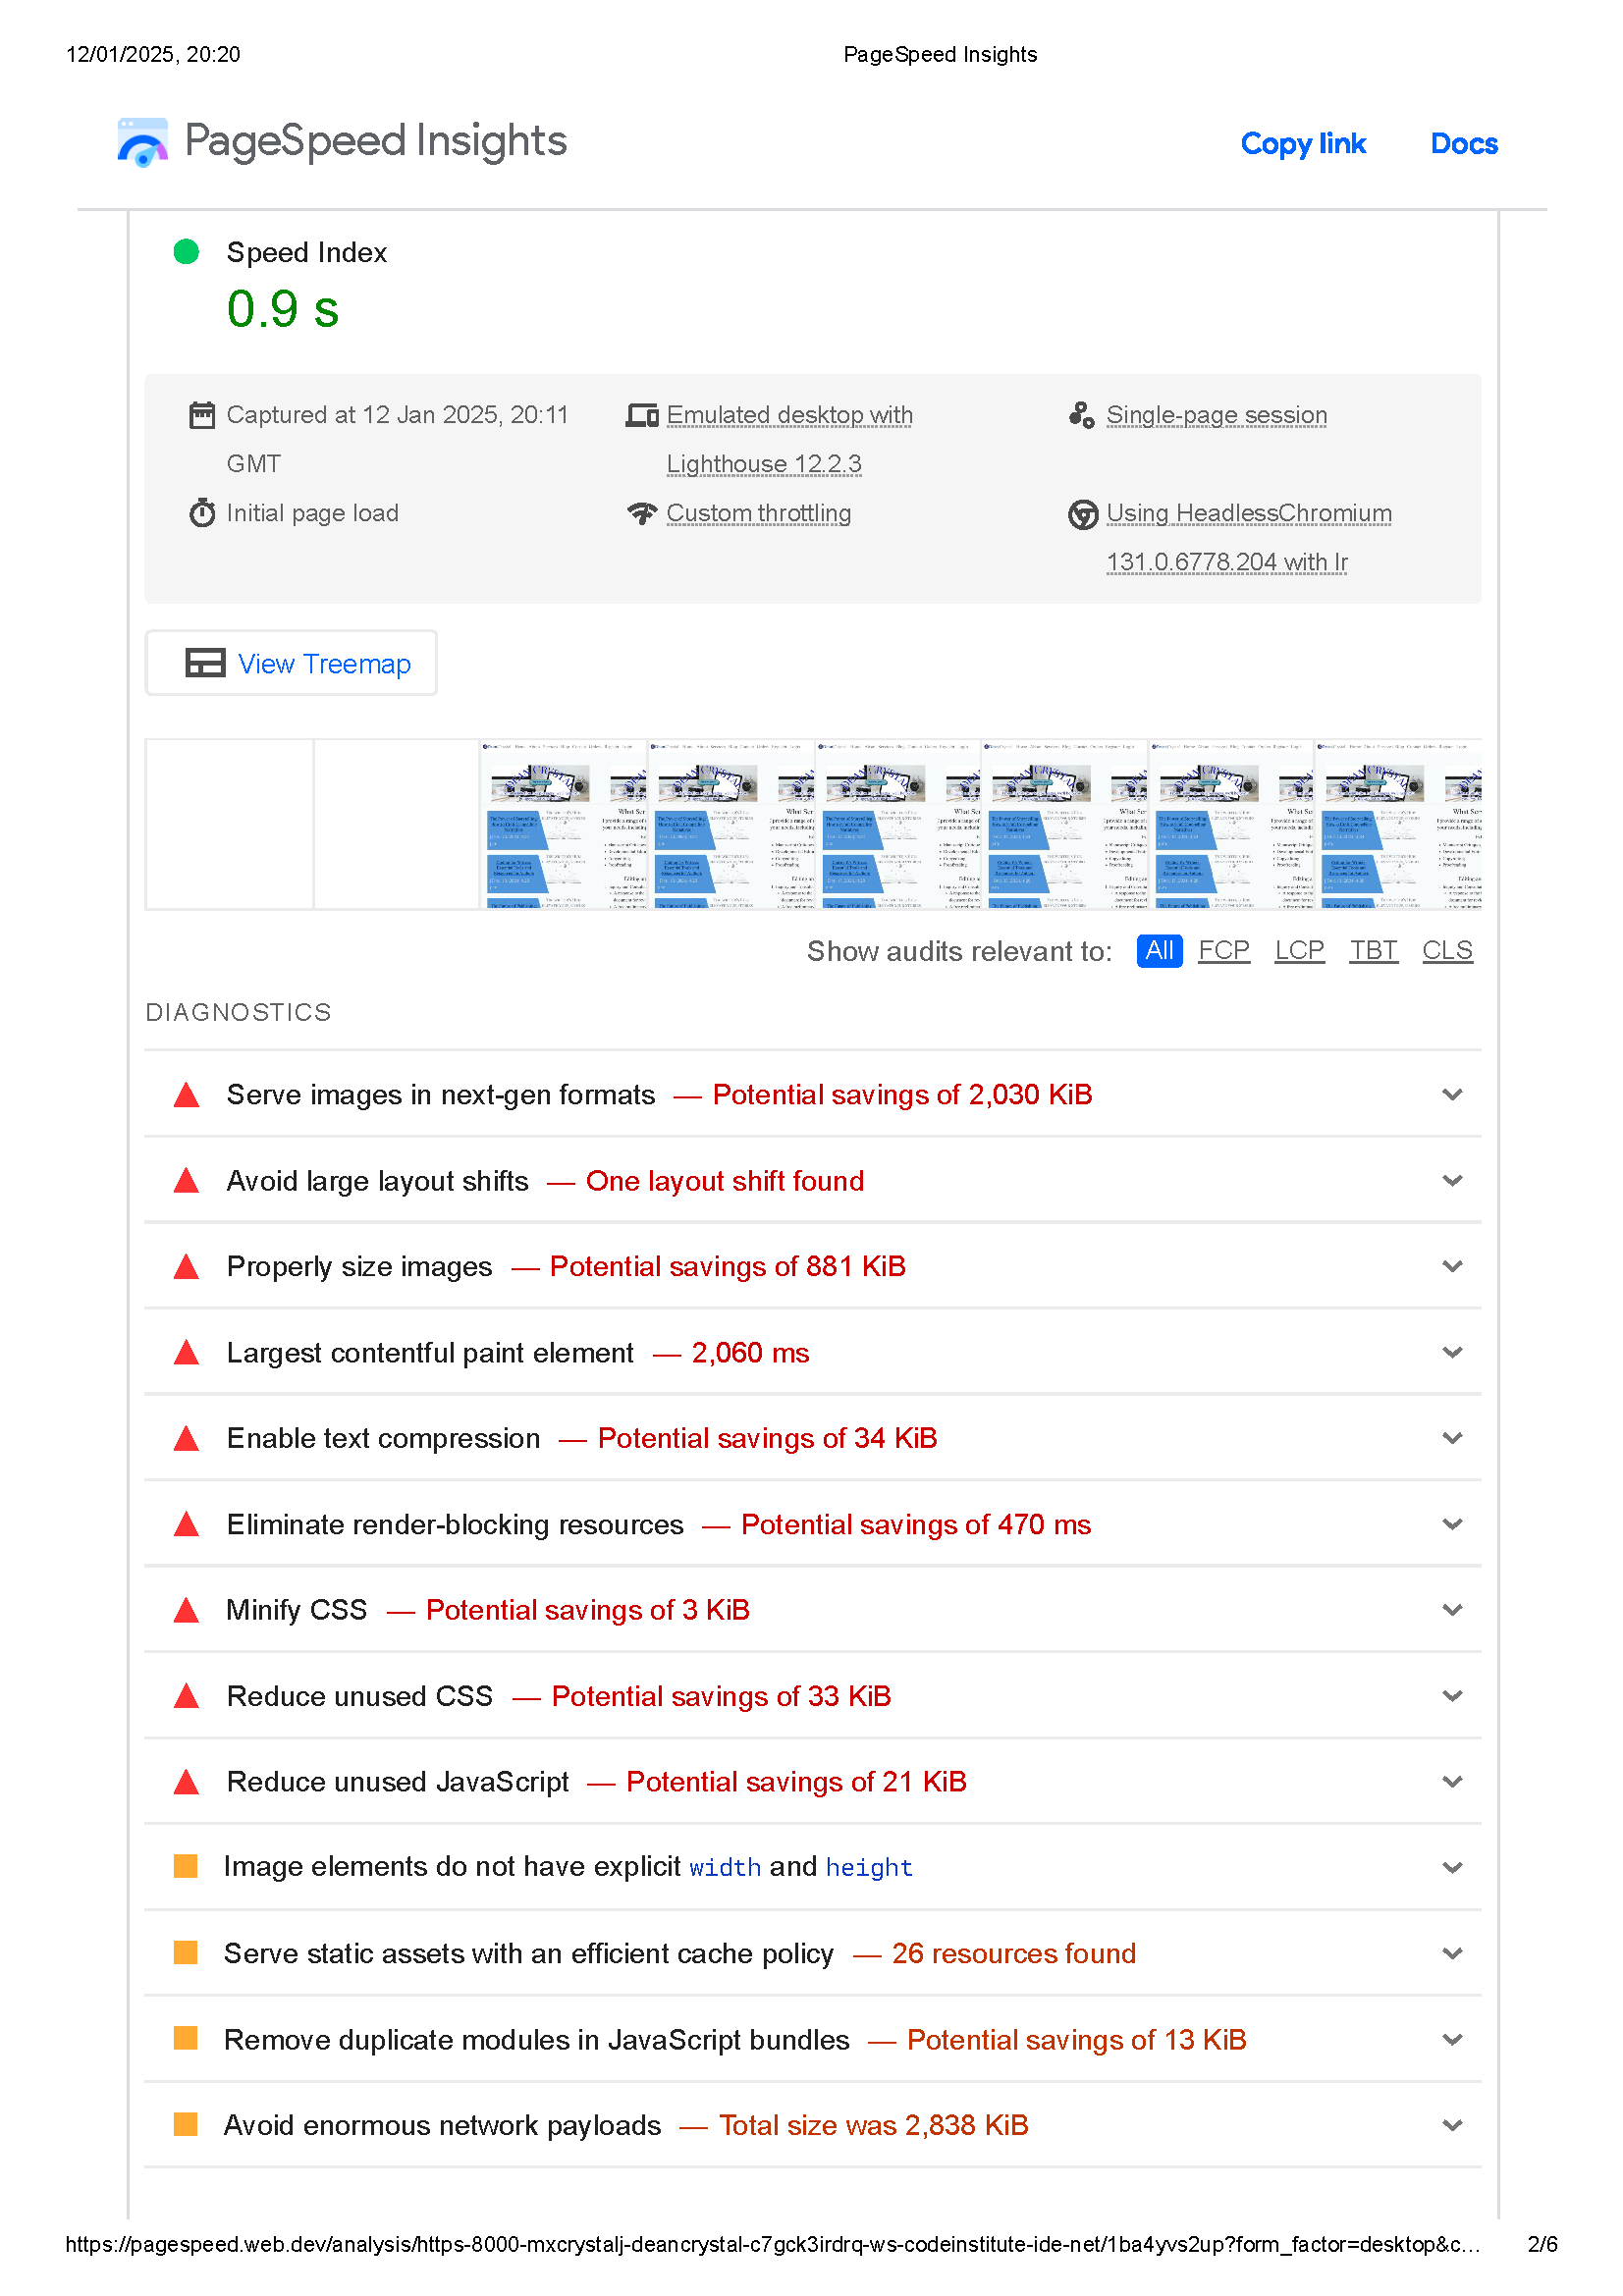 12/01/2025, 20:20 PageSpeed Insights
PageSpeed Insights Copy link Docs
Speed Index
0.9 s
Captured at 12 Jan 2025, 20:11 GMT
Emulated desktop with Lighthouse 12.2.3
Single-page session
Initial page load
Custom throttling
Using HeadlessChromium 131.0.6778.204 with lr
View Treemap
Show audits relevant to: All FCP LCP TBT CLS
DIAGNOSTICS
Serve images in next-gen formats — Potential savings of 2,030 KiB
Avoid large layout shifts — One layout shift found
Properly size images — Potential savings of 881 KiB
Largest contentful paint element — 2,060 ms
Enable text compression — Potential savings of 34 KiB
Eliminate render-blocking resources — Potential savings of 470 ms
Minify CSS — Potential savings of 3 KiB
Reduce unused CSS — Potential savings of 33 KiB
Reduce unused JavaScript — Potential savings of 21 KiB
Image elements do not have explicit width and height
Serve static assets with an efficient cache policy — 26 resources found
Remove duplicate modules in JavaScript bundles — Potential savings of 13 KiB
Avoid enormous network payloads — Total size was 2,838 KiB
https://pagespeed.web.dev/analysis/https-8000-mxcrystalj-deancrystal-c7gck3irdrq-ws-codeinstitute-ide-net/1ba4yvs2up?form_factor=desktop&c... 2/6